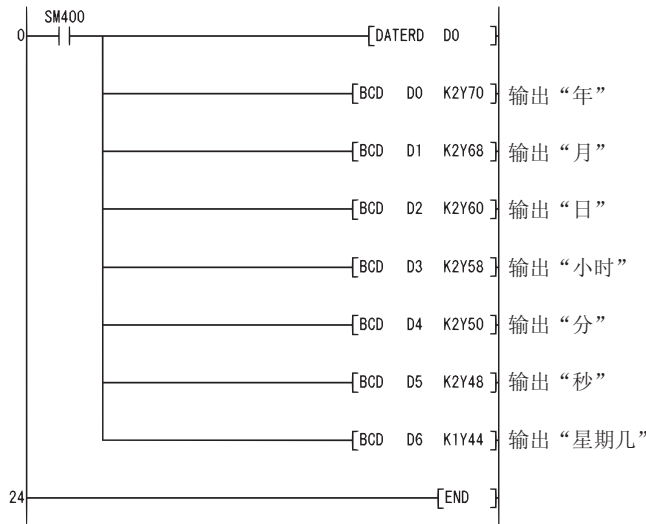 SM400
0 [DATERD D0 ]
[BCD D0 K2Y70 ] 输出“年”
[BCD D1 K2Y68 ] 输出“月”
[BCD D2 K2Y60 ] 输出“日”
[BCD D3 K2Y58 ] 输出“小时”
[BCD D4 K2Y50 ] 输出“分”
[BCD D5 K2Y48 ] 输出“秒”
[BCD D6 K1Y44 ] 输出“星期几”
24 [END ]